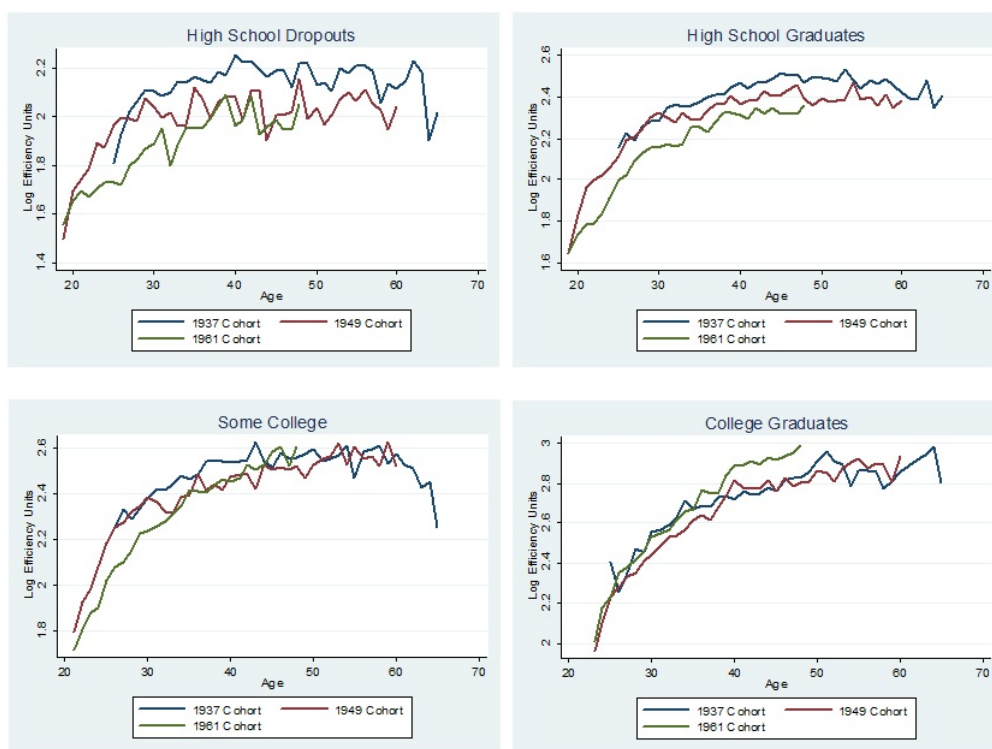 High School Dropouts
Log Efficiency Units
1.4 1.6 1.8 2 2.2
20 30 40 50 60 70
Age
1937 Cohort 1949 Cohort
1961 Cohort
High School Graduates
Log Efficiency Units
1.6 1.8 2 2.2 2.4 2.6
20 30 40 50 60 70
Age
1937 Cohort 1949 Cohort
1961 Cohort
Some College
Log Efficiency Units
1.8 2 2.2 2.4 2.6
20 30 40 50 60 70
Age
1937 Cohort 1949 Cohort
1961 Cohort
College Graduates
Log Efficiency Units
2 2.2 2.4 2.6 2.8 3
20 30 40 50 60 70
Age
1937 Cohort 1949 Cohort
1961 Cohort